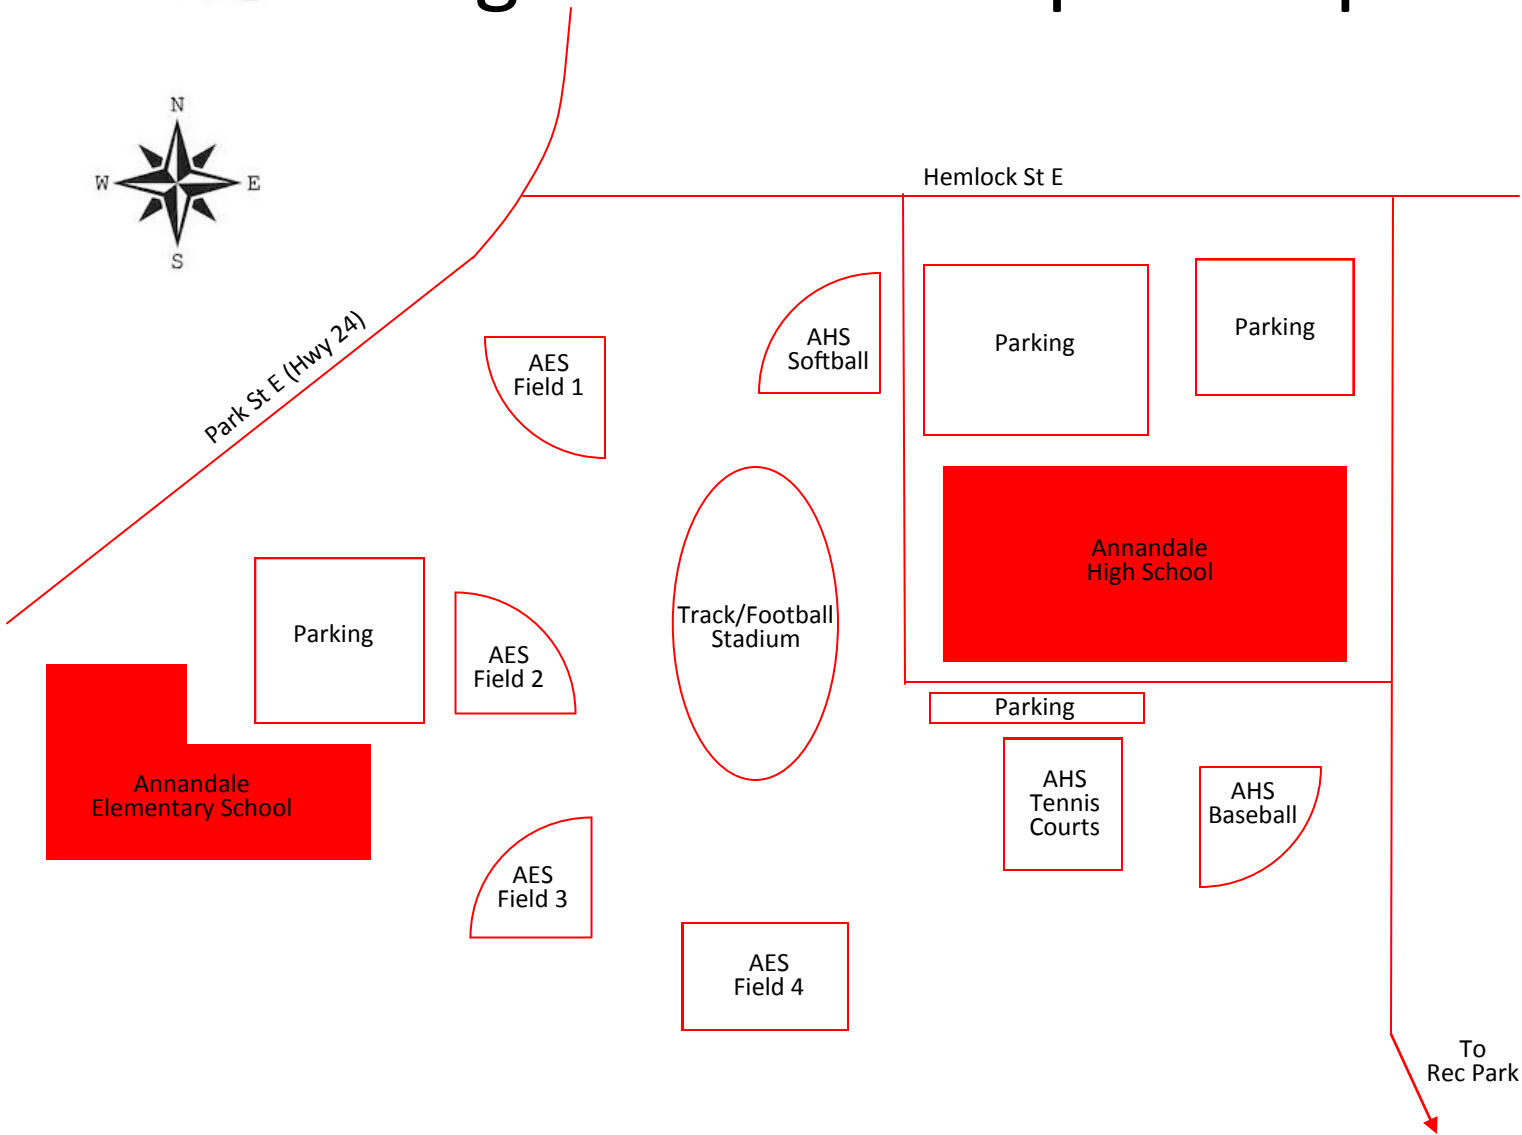 N
W
E
S
Hemlock St E
Park St E (Hwy 24)
AHS
Softball
Parking
Parking
AES
Field 1
Annandale
High School
Track/Football
Stadium
Parking
AES
Field 2
Parking
Annandale
Elementary School
AHS
Tennis
Courts
AHS
Baseball
AES
Field 3
AES
Field 4
To
Rec Park